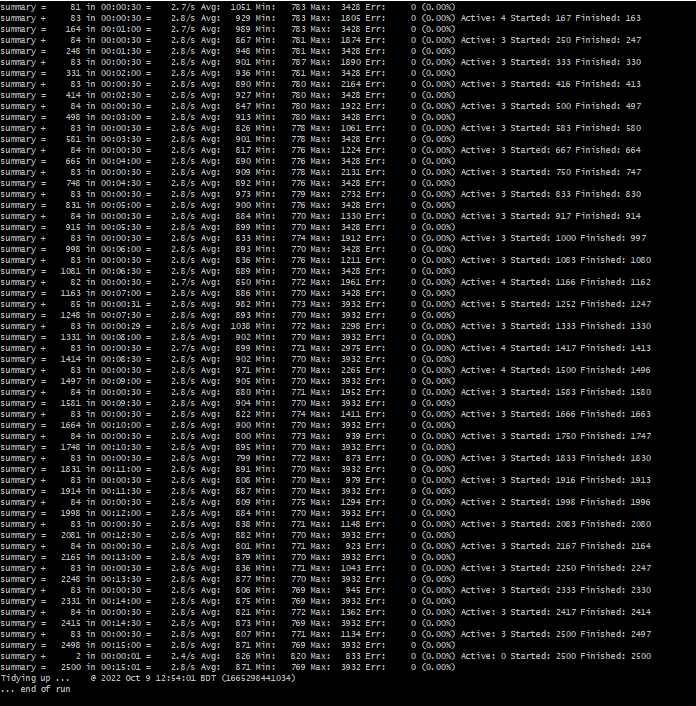 summary =     81 in 00:00:30 =    2.7/s Avg:  1051 Min:   783 Max:  3428 Err:     0 (0.00%)
summary +     83 in 00:00:30 =    2.8/s Avg:   929 Min:   783 Max:  1805 Err:     0 (0.00%) Active: 4 Started: 167 Finished: 163
summary =    164 in 00:01:00 =    2.7/s Avg:   989 Min:   783 Max:  3428 Err:     0 (0.00%)
summary +     84 in 00:00:30 =    2.8/s Avg:   867 Min:   781 Max:  1874 Err:     0 (0.00%) Active: 3 Started: 250 Finished: 247
summary =    248 in 00:01:30 =    2.8/s Avg:   948 Min:   781 Max:  3428 Err:     0 (0.00%)
summary +     83 in 00:00:30 =    2.8/s Avg:   901 Min:   787 Max:  1890 Err:     0 (0.00%) Active: 3 Started: 333 Finished: 330
summary =    331 in 00:02:00 =    2.8/s Avg:   936 Min:   781 Max:  3428 Err:     0 (0.00%)
summary +     83 in 00:00:30 =    2.8/s Avg:   890 Min:   780 Max:  2164 Err:     0 (0.00%) Active: 3 Started: 416 Finished: 413
summary =    414 in 00:02:30 =    2.8/s Avg:   927 Min:   780 Max:  3428 Err:     0 (0.00%)
summary +     84 in 00:00:30 =    2.8/s Avg:   847 Min:   780 Max:  1922 Err:     0 (0.00%) Active: 3 Started: 500 Finished: 497
summary =    498 in 00:03:00 =    2.8/s Avg:   913 Min:   780 Max:  3428 Err:     0 (0.00%)
summary +     83 in 00:00:30 =    2.8/s Avg:   826 Min:   778 Max:  1061 Err:     0 (0.00%) Active: 3 Started: 583 Finished: 580
summary =    581 in 00:03:30 =    2.8/s Avg:   901 Min:   778 Max:  3428 Err:     0 (0.00%)
summary +     84 in 00:00:30 =    2.8/s Avg:   817 Min:   776 Max:  1224 Err:     0 (0.00%) Active: 3 Started: 667 Finished: 664
summary =    665 in 00:04:00 =    2.8/s Avg:   890 Min:   776 Max:  3428 Err:     0 (0.00%)
summary +     83 in 00:00:30 =    2.8/s Avg:   909 Min:   778 Max:  2131 Err:     0 (0.00%) Active: 3 Started: 750 Finished: 747
summary =    748 in 00:04:30 =    2.8/s Avg:   892 Min:   776 Max:  3428 Err:     0 (0.00%)
summary +     83 in 00:00:30 =    2.8/s Avg:   973 Min:   779 Max:  2732 Err:     0 (0.00%) Active: 3 Started: 833 Finished: 830
summary =    831 in 00:05:00 =    2.8/s Avg:   900 Min:   776 Max:  3428 Err:     0 (0.00%)
summary +     84 in 00:00:30 =    2.8/s Avg:   884 Min:   770 Max:  1330 Err:     0 (0.00%) Active: 3 Started: 917 Finished: 914
summary =    915 in 00:05:30 =    2.8/s Avg:   899 Min:   770 Max:  3428 Err:     0 (0.00%)
summary +     83 in 00:00:30 =    2.8/s Avg:   833 Min:   774 Max:  1912 Err:     0 (0.00%) Active: 3 Started: 1000 Finished: 997
summary =    998 in 00:06:00 =    2.8/s Avg:   893 Min:   770 Max:  3428 Err:     0 (0.00%)
summary +     83 in 00:00:30 =    2.8/s Avg:   836 Min:   776 Max:  1211 Err:     0 (0.00%) Active: 3 Started: 1083 Finished: 1080
summary =   1081 in 00:06:30 =    2.8/s Avg:   889 Min:   770 Max:  3428 Err:     0 (0.00%)
summary +     82 in 00:00:30 =    2.7/s Avg:   850 Min:   772 Max:  1961 Err:     0 (0.00%) Active: 4 Started: 1166 Finished: 1162
summary =   1163 in 00:07:00 =    2.8/s Avg:   886 Min:   770 Max:  3428 Err:     0 (0.00%)
summary +     85 in 00:00:31 =    2.8/s Avg:   982 Min:   773 Max:  3932 Err:     0 (0.00%) Active: 5 Started: 1252 Finished: 1247
summary =   1248 in 00:07:30 =    2.8/s Avg:   893 Min:   770 Max:  3932 Err:     0 (0.00%)
summary +     83 in 00:00:29 =    2.8/s Avg:  1038 Min:   772 Max:  2298 Err:     0 (0.00%) Active: 3 Started: 1333 Finished: 1330
summary =   1331 in 00:08:00 =    2.8/s Avg:   902 Min:   770 Max:  3932 Err:     0 (0.00%)
summary +     83 in 00:00:30 =    2.7/s Avg:   899 Min:   771 Max:  2975 Err:     0 (0.00%) Active: 4 Started: 1417 Finished: 1413
summary =   1414 in 00:08:30 =    2.8/s Avg:   902 Min:   770 Max:  3932 Err:     0 (0.00%)
summary +     83 in 00:00:30 =    2.8/s Avg:   971 Min:   770 Max:  2265 Err:     0 (0.00%) Active: 4 Started: 1500 Finished: 1496
summary =   1497 in 00:09:00 =    2.8/s Avg:   905 Min:   770 Max:  3932 Err:     0 (0.00%)
summary +     84 in 00:00:30 =    2.8/s Avg:   880 Min:   771 Max:  1952 Err:     0 (0.00%) Active: 3 Started: 1583 Finished: 1580
summary =   1581 in 00:09:30 =    2.8/s Avg:   904 Min:   770 Max:  3932 Err:     0 (0.00%)
summary +     83 in 00:00:30 =    2.8/s Avg:   822 Min:   774 Max:  1411 Err:     0 (0.00%) Active: 3 Started: 1666 Finished: 1663
summary =   1664 in 00:10:00 =    2.8/s Avg:   900 Min:   770 Max:  3932 Err:     0 (0.00%)
summary +     84 in 00:00:30 =    2.8/s Avg:   800 Min:   773 Max:   939 Err:     0 (0.00%) Active: 3 Started: 1750 Finished: 1747
summary =   1748 in 00:10:30 =    2.8/s Avg:   895 Min:   770 Max:  3932 Err:     0 (0.00%)
summary +     83 in 00:00:30 =    2.8/s Avg:   799 Min:   772 Max:   873 Err:     0 (0.00%) Active: 3 Started: 1833 Finished: 1830
summary =   1831 in 00:11:00 =    2.8/s Avg:   891 Min:   770 Max:  3932 Err:     0 (0.00%)
summary +     83 in 00:00:30 =    2.8/s Avg:   808 Min:   770 Max:   979 Err:     0 (0.00%) Active: 3 Started: 1916 Finished: 1913
summary =   1914 in 00:11:30 =    2.8/s Avg:   887 Min:   770 Max:  3932 Err:     0 (0.00%)
summary +     84 in 00:00:30 =    2.8/s Avg:   809 Min:   775 Max:  1294 Err:     0 (0.00%) Active: 2 Started: 1998 Finished: 1996
summary =   1998 in 00:12:00 =    2.8/s Avg:   884 Min:   770 Max:  3932 Err:     0 (0.00%)
summary +     83 in 00:00:30 =    2.8/s Avg:   838 Min:   771 Max:  1148 Err:     0 (0.00%) Active: 3 Started: 2083 Finished: 2080
summary =   2081 in 00:12:30 =    2.8/s Avg:   882 Min:   770 Max:  3932 Err:     0 (0.00%)
summary +     84 in 00:00:30 =    2.8/s Avg:   801 Min:   771 Max:   923 Err:     0 (0.00%) Active: 3 Started: 2167 Finished: 2164
summary =   2165 in 00:13:00 =    2.8/s Avg:   879 Min:   770 Max:  3932 Err:     0 (0.00%)
summary +     83 in 00:00:30 =    2.8/s Avg:   836 Min:   771 Max:  1043 Err:     0 (0.00%) Active: 3 Started: 2250 Finished: 2247
summary =   2248 in 00:13:30 =    2.8/s Avg:   877 Min:   770 Max:  3932 Err:     0 (0.00%)
summary +     83 in 00:00:30 =    2.8/s Avg:   806 Min:   769 Max:   945 Err:     0 (0.00%) Active: 3 Started: 2333 Finished: 2330
summary =   2331 in 00:14:00 =    2.8/s Avg:   875 Min:   769 Max:  3932 Err:     0 (0.00%)
summary +     84 in 00:00:30 =    2.8/s Avg:   821 Min:   772 Max:  1362 Err:     0 (0.00%) Active: 3 Started: 2417 Finished: 2414
summary =   2415 in 00:14:30 =    2.8/s Avg:   873 Min:   769 Max:  3932 Err:     0 (0.00%)
summary +     83 in 00:00:30 =    2.8/s Avg:   807 Min:   771 Max:  1134 Err:     0 (0.00%) Active: 3 Started: 2500 Finished: 2497
summary =   2498 in 00:15:00 =    2.8/s Avg:   871 Min:   769 Max:  3932 Err:     0 (0.00%)
summary +      2 in 00:00:01 =    2.4/s Avg:   826 Min:   820 Max:   833 Err:     0 (0.00%) Active: 0 Started: 2500 Finished: 2500
summary =   2500 in 00:15:01 =    2.8/s Avg:   871 Min:   769 Max:  3932 Err:     0 (0.00%)
Tidying up ...    @ 2022 Oct 9 12:54:01 BDT (1665298441034)
... end of run